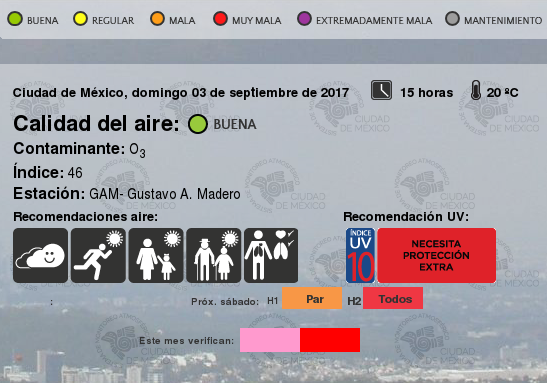 BUENA REGULAR MALA MUY MALA EXTREMADAMENTE MALA MANTENIMIENTO
Ciudad de México, domingo 03 de septiembre de 2017 15 horas 20 ºC
Calidad del aire: BUENA
Contaminante: O3
Índice: 46
Estación: GAM- Gustavo A. Madero
Recomendaciones aire: Recomendación UV:
ÍNDICE UV 10 NECESITA PROTECCIÓN EXTRA
: Próx. sábado: H1 Par H2 Todos
Este mes verifican: